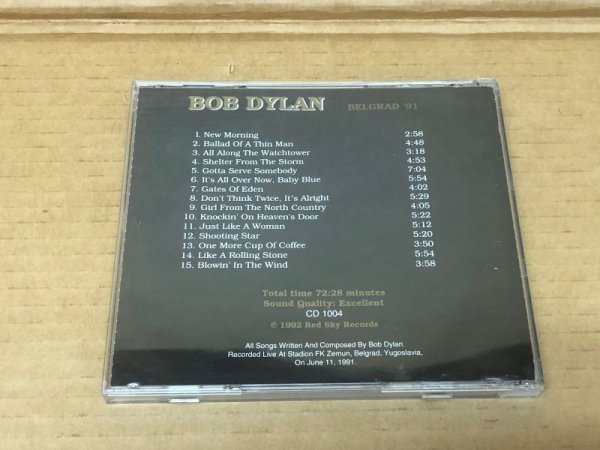 BOB DYLAN BELGRAD '91
1. New Morning 2:58
2. Ballad Of A Thin Man 4:48
3. All Along The Watchtower 3:18
4. Shelter From The Storm 4:53
5. Gotta Serve Somebody 7:04
6. It's All Over Now, Baby Blue 5:54
7. Gates Of Eden 4:02
8. Don't Think Twice, It's Alright 5:29
9. Girl From The North Country 4:05
10. Knockin' On Heaven's Door 5:22
11. Just Like A Woman 5:12
12. Shooting Star 5:20
13. One More Cup Of Coffee 3:50
14. Like A Rolling Stone 5:54
15. Blowin' In The Wind 3:58
Total time 72:28 minutes
Sound Quality: Excellent
CD 1004
© 1992 Red Sky Records
All Songs Written And Composed By Bob Dylan.
Recorded Live At Stadion FK Zemun, Belgrad, Yugoslavia,
On June 11, 1991.